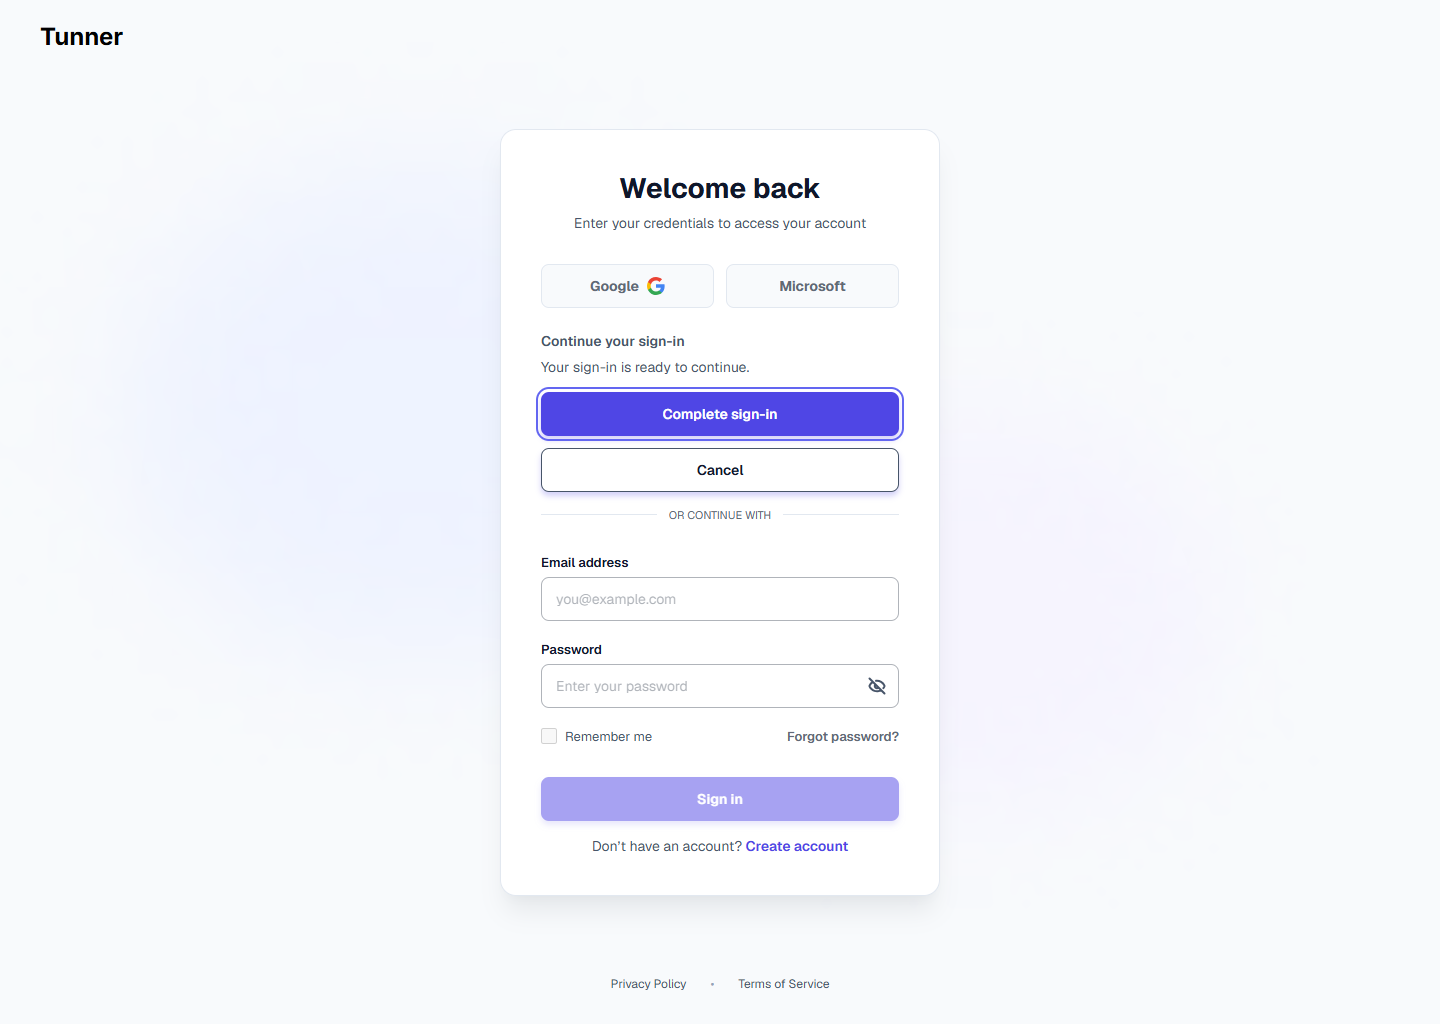 Tunner
Welcome back
Enter your credentials to access your account
Google
Microsoft
Continue your sign-in
Your sign-in is ready to continue.
Complete sign-in
Cancel
OR CONTINUE WITH
Email address
you@example.com
Password
Enter your password
Remember me
Forgot password?
Sign in
Don't have an account? Create account
Privacy Policy • Terms of Service